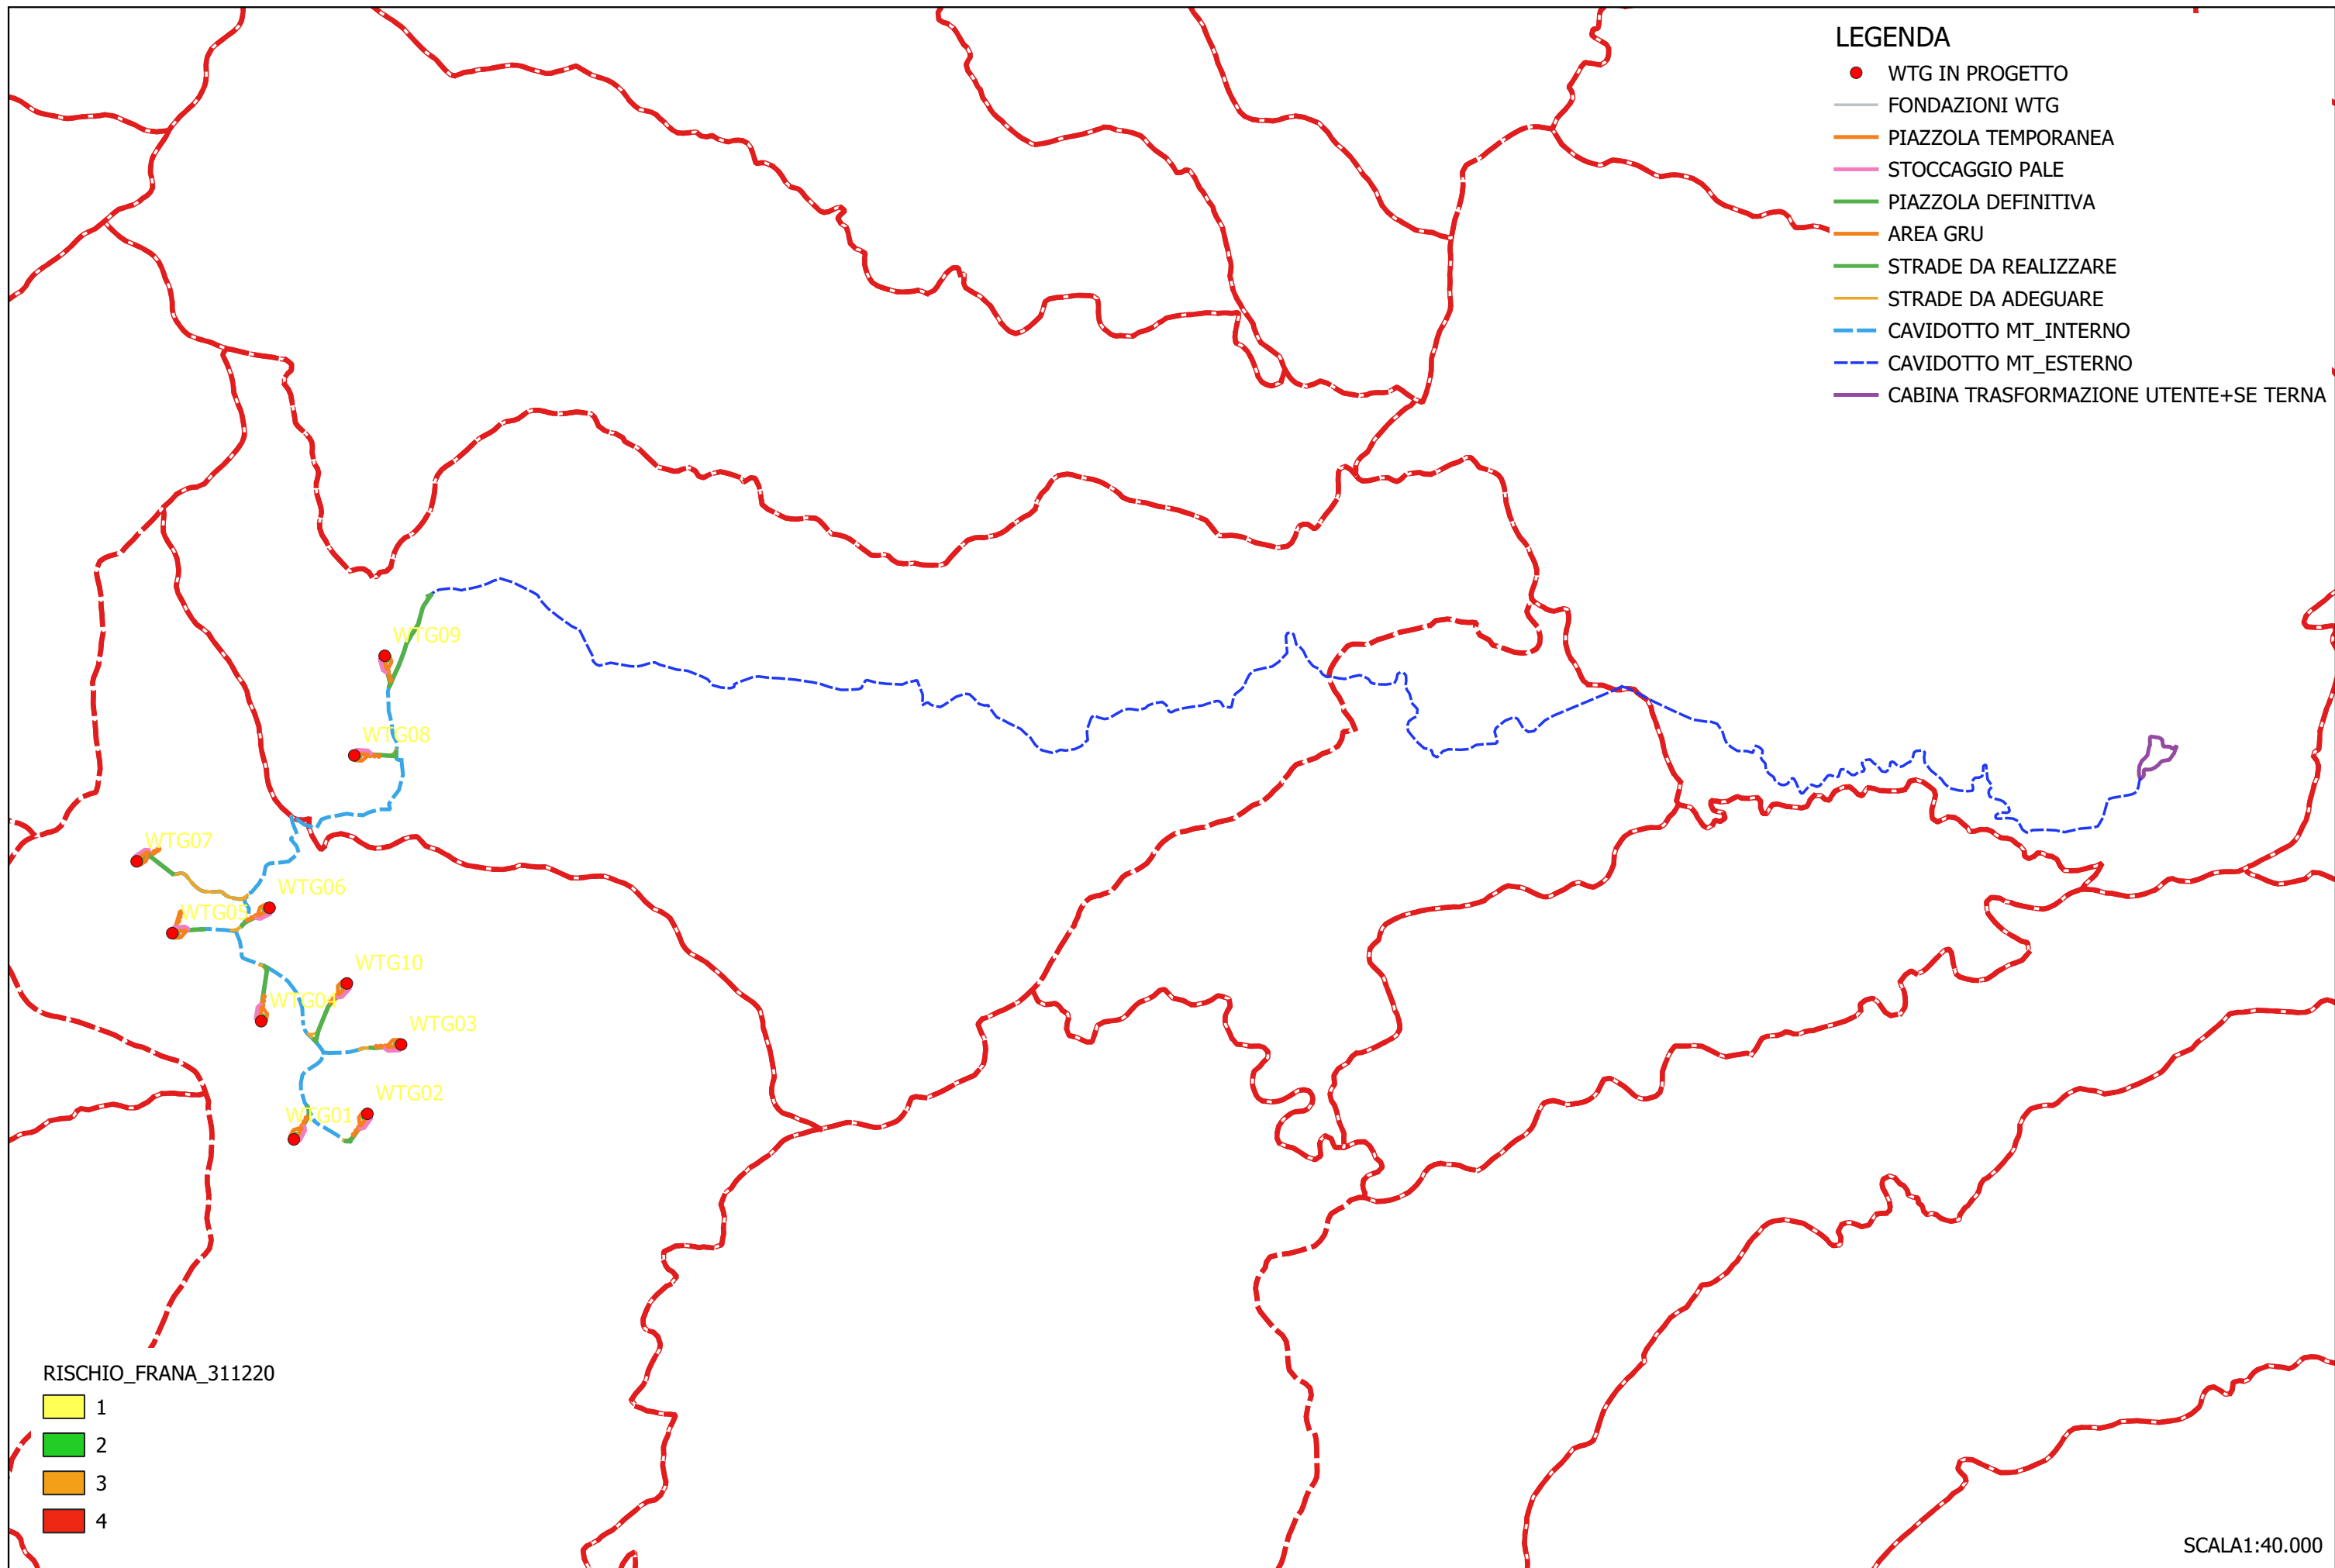 LEGENDA
WTG IN PROGETTO
FONDAZIONI WTG
PIAZZOLA TEMPORANEA
STOCCAGGIO PALE
PIAZZOLA DEFINITIVA
AREA GRU
STRADE DA REALIZZARE
STRADE DA ADEGUARE
CAVIDOTTO MT_INTERNO
CAVIDOTTO MT_ESTERNO
CABINA TRASFORMAZIONE UTENTE+SE TERNA
WTG09
WTG08
WTG07
WTG06
WTG05
WTG10
WTG04
WTG03
WTG02
WTG01
RISCHIO_FRANA_311220
1
2
3
4
SCALA1:40.000